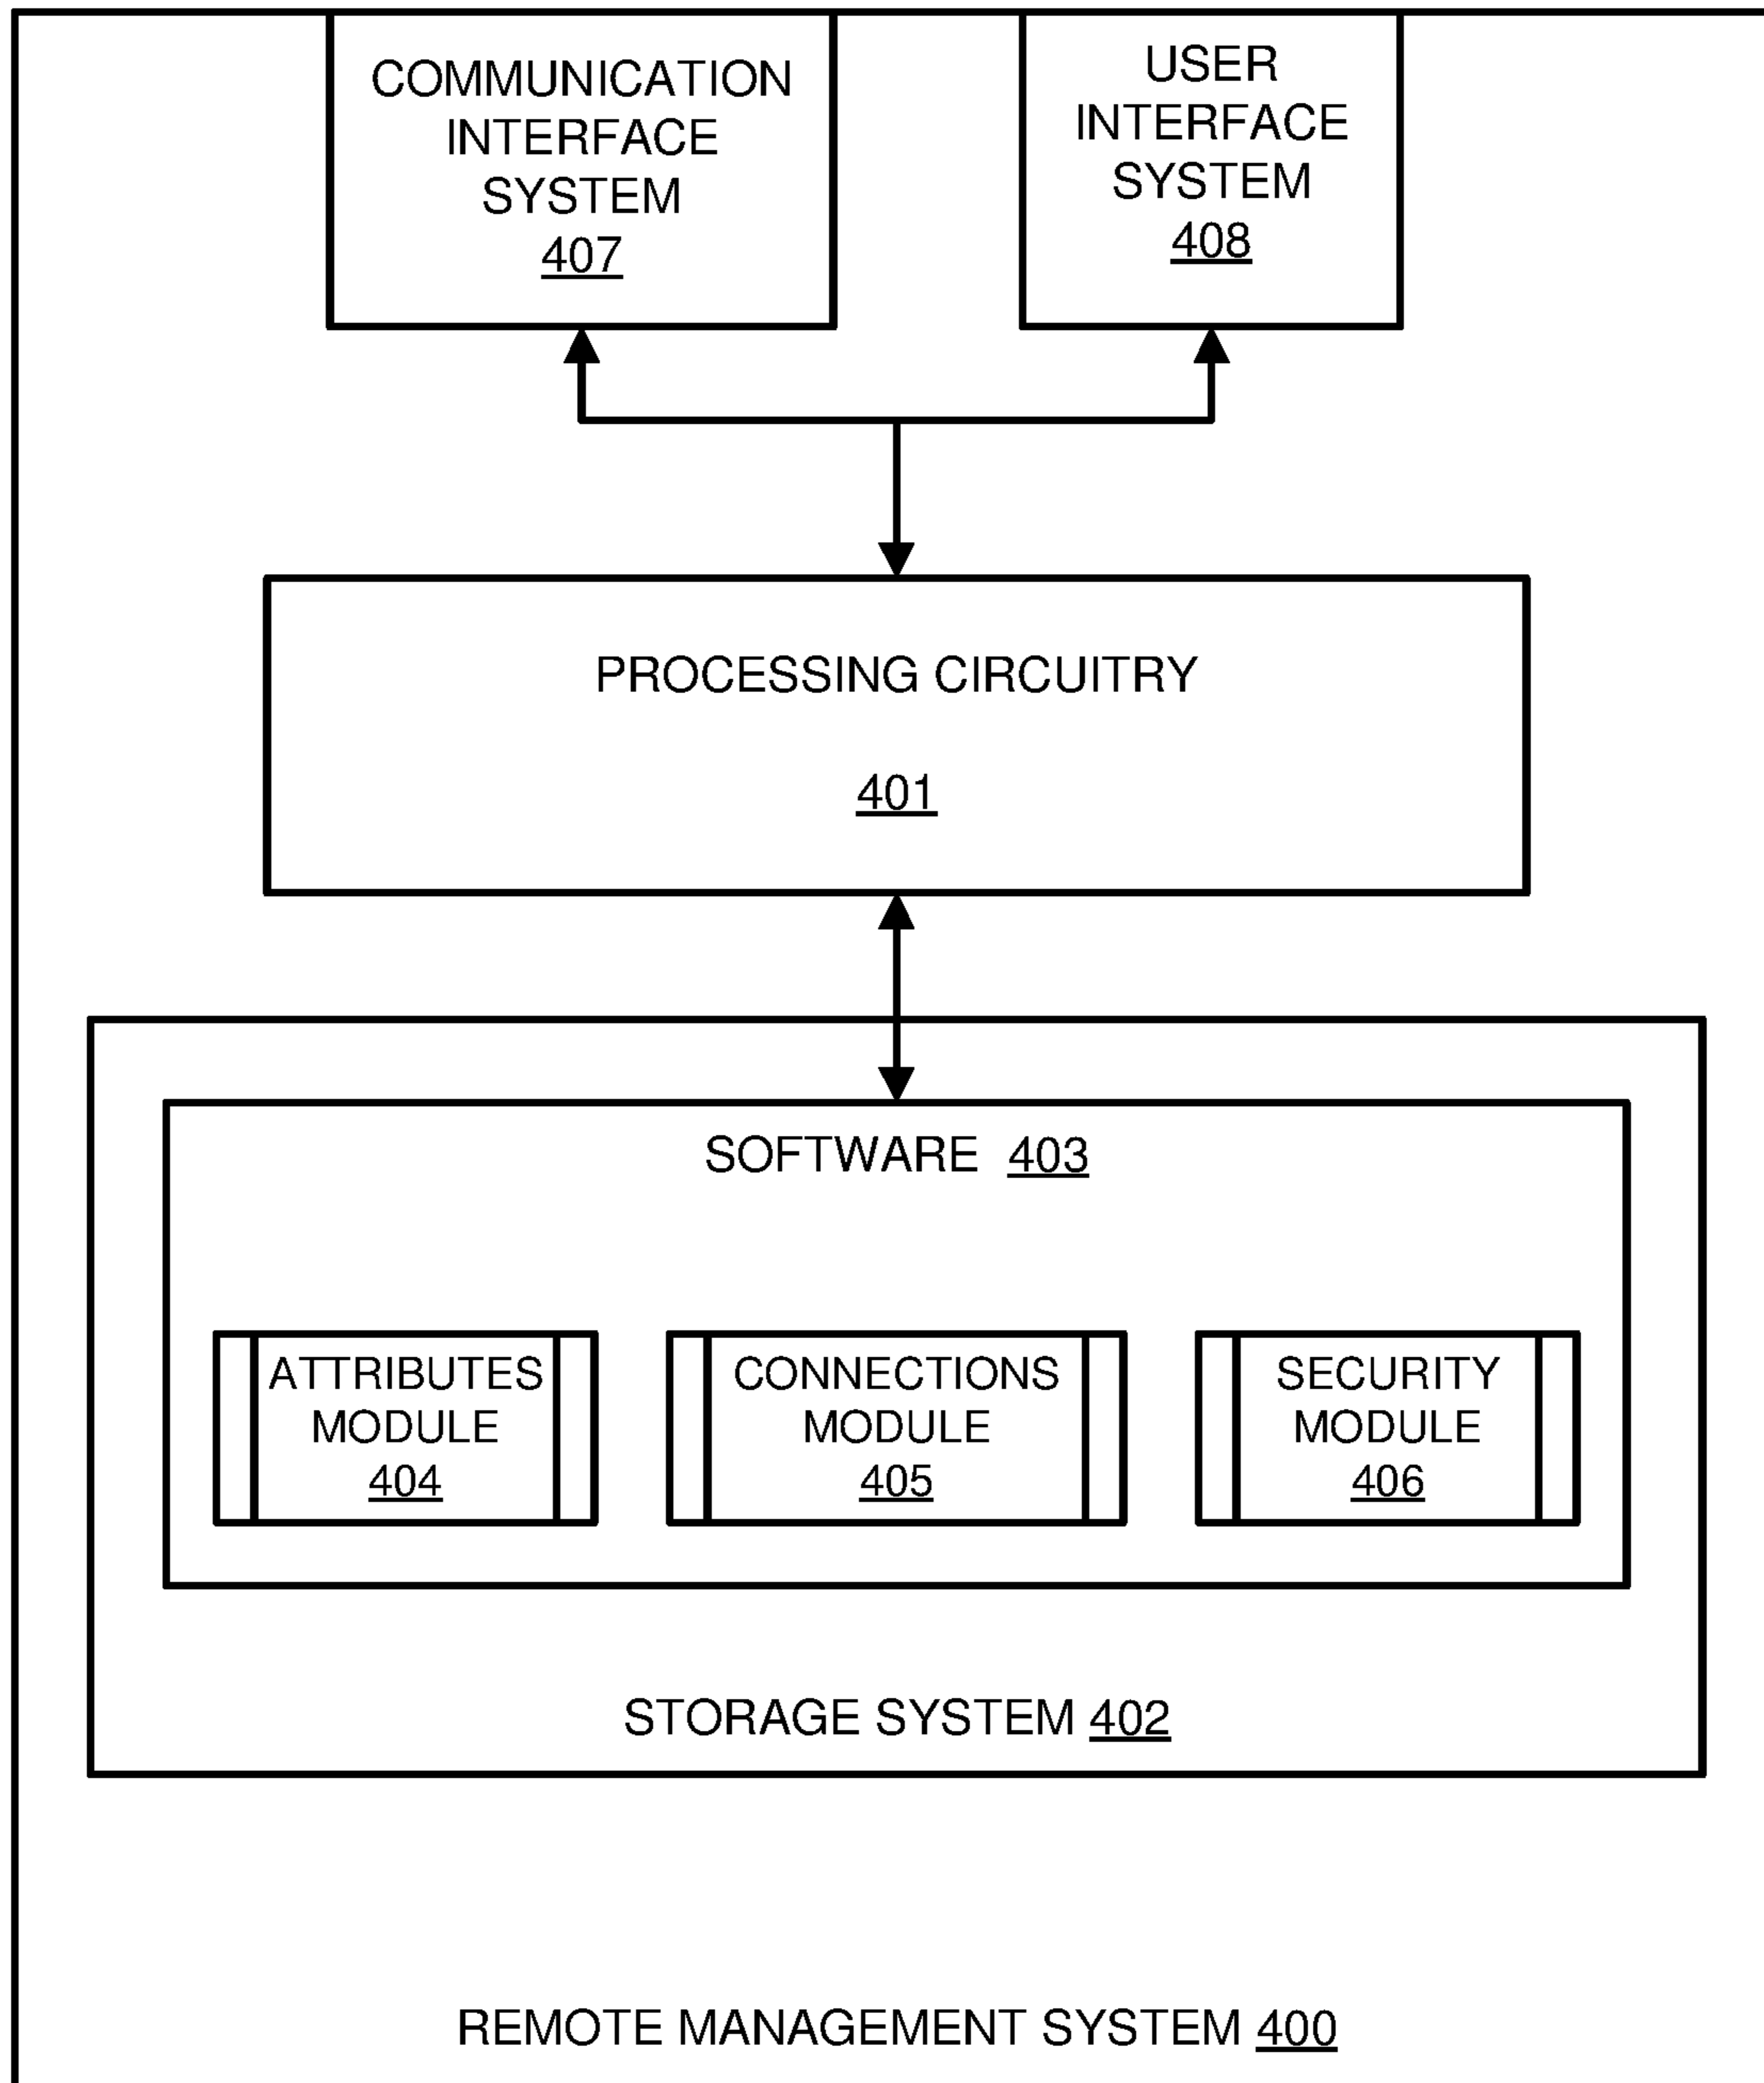 COMMUNICATION
INTERFACE
SYSTEM
407
USER
INTERFACE
SYSTEM
408
PROCESSING CIRCUITRY
401
SOFTWARE 403
ATTRIBUTES
MODULE
404
CONNECTIONS
MODULE
405
SECURITY
MODULE
406
STORAGE SYSTEM 402
REMOTE MANAGEMENT SYSTEM 400